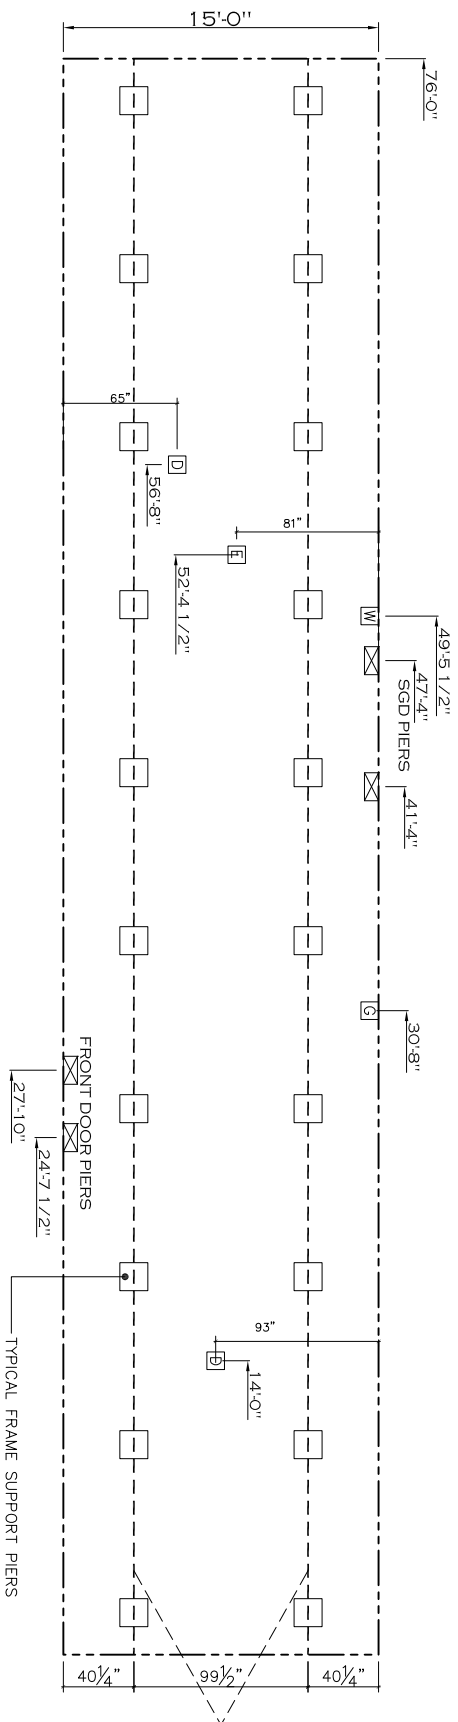 15'-0"
76'-0"
65"
D
56'-8"
81"
E
52'-4 1/2"
W
49'-5 1/2"
47'-4"
SGD PIERS
41'-4"
G
30'-8"
FRONT DOOR PIERS
27'-10"
24'-7 1/2"
93"
D
14'-0"
TYPICAL FRAME SUPPORT PIERS
40¼"
99½"
40¼"